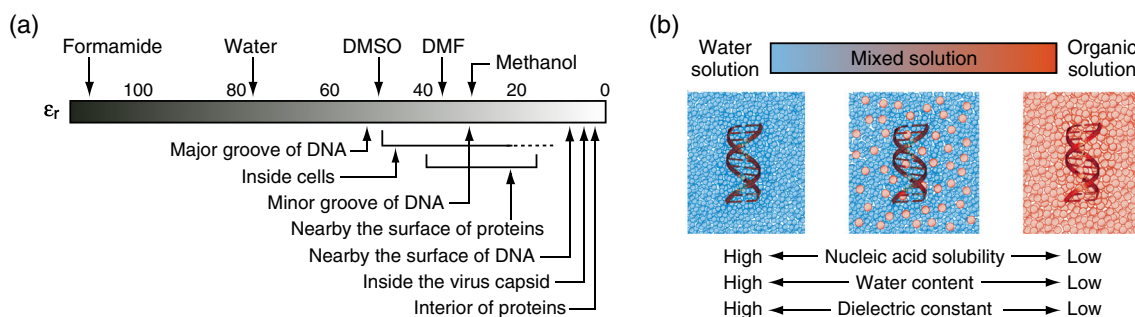 (a)
Formamide
Water
DMSO
DMF
Methanol
εr
100
80
60
40
20
0
Major groove of DNA
Inside cells
Minor groove of DNA
Nearby the surface of proteins
Nearby the surface of DNA
Inside the virus capsid
Interior of proteins
(b)
Water
solution
Mixed solution
Organic
solution
High Nucleic acid solubility Low
High Water content Low
High Dielectric constant Low